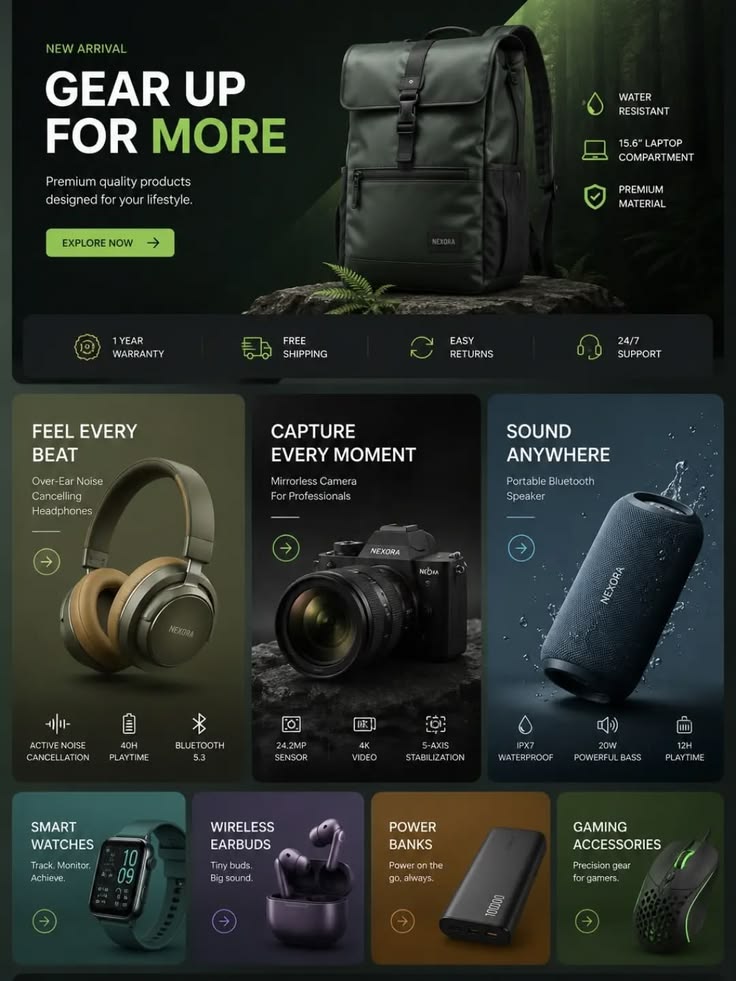 NEW ARRIVAL
GEAR UP
FOR MORE
Premium quality products
designed for your lifestyle.
EXPLORE NOW
WATER
RESISTANT
15.6" LAPTOP
COMPARTMENT
PREMIUM
MATERIAL
NEXORA
1 YEAR
WARRANTY
FREE
SHIPPING
EASY
RETURNS
24/7
SUPPORT
FEEL EVERY
BEAT
Over-Ear Noise
Cancelling
Headphones
NEXORA
ACTIVE NOISE
CANCELLATION
40H
PLAYTIME
BLUETOOTH
5.3
CAPTURE
EVERY MOMENT
Mirrorless Camera
For Professionals
NEXORA
24.2MP
SENSOR
4K
VIDEO
5-AXIS
STABILIZATION
SOUND
ANYWHERE
Portable Bluetooth
Speaker
NEXORA
IPX7
WATERPROOF
20W
POWERFUL BASS
12H
PLAYTIME
SMART
WATCHES
Track. Monitor.
Achieve.
10
09
WIRELESS
EARBUDS
Tiny buds.
Big sound.
POWER
BANKS
Power on the
go, always.
GAMING
ACCESSORIES
Precision gear
for gamers.